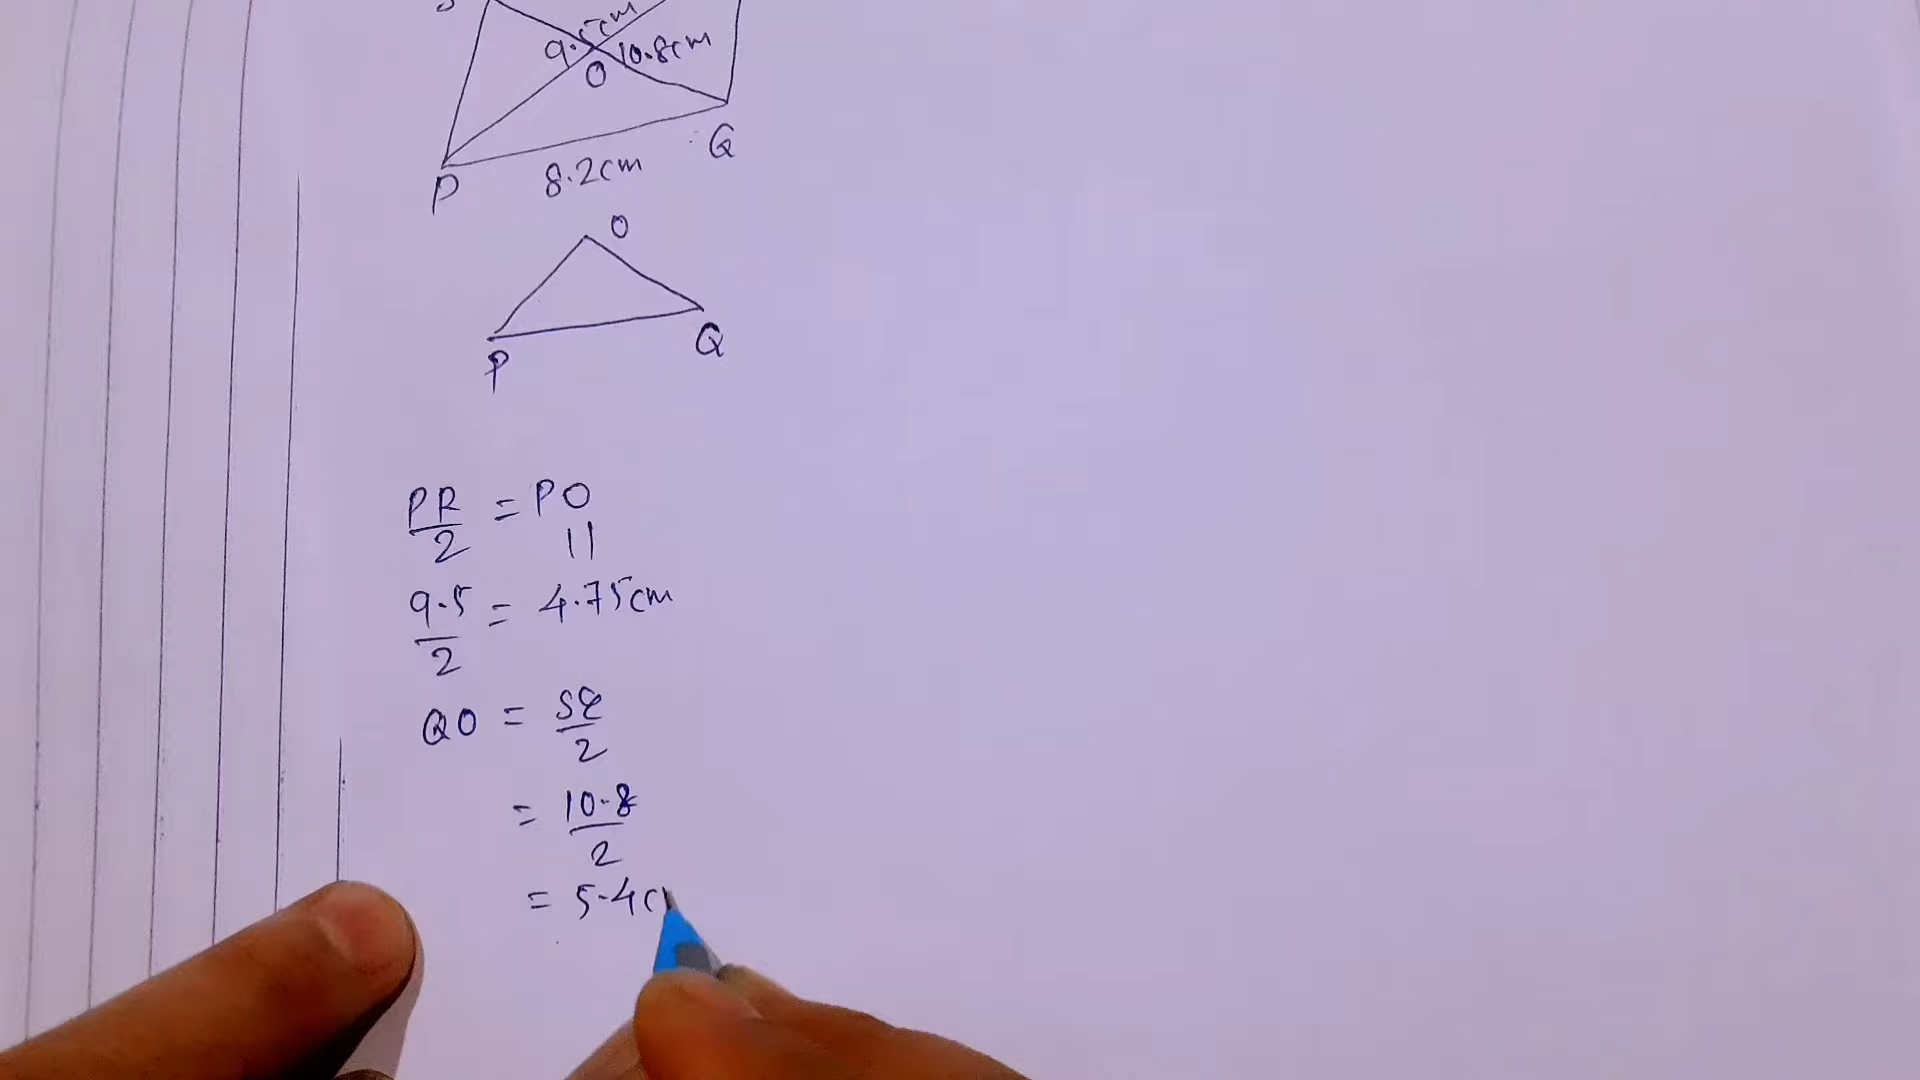 9.5cm
10.8cm
O
Q
8.2cm
P
O
Q
P
PR/2 = PO
||
9.5/2 = 4.75cm
QO = SQ/2
= 10.8/2
= 5.4c